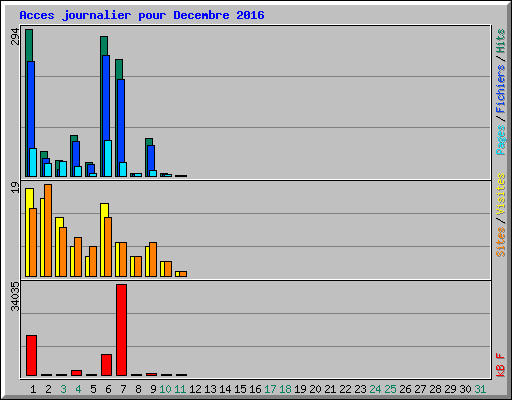 Acces journalier pour Decembre 2016
294
19
34035
Pages / Fichiers / Hits
Sites / Visites
kB F
1 2 3 4 5 6 7 8 9 10 11 12 13 14 15 16 17 18 19 20 21 22 23 24 25 26 27 28 29 30 31